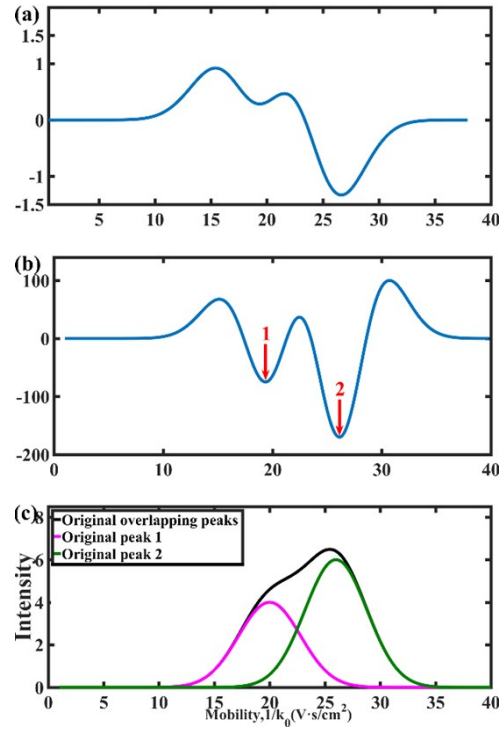 (a)
1.5
1
0
-1
-1.5
5 10 15 20 25 30 35 40
(b)
100
0
-100
-200
1
2
0 10 20 30 40
(c)
8
6
4
2
0
Intensity
Original overlapping peaks
Original peak 1
Original peak 2
0 5 10 15 20 25 30 35 40
Mobility,1/k0(V·s/cm²)